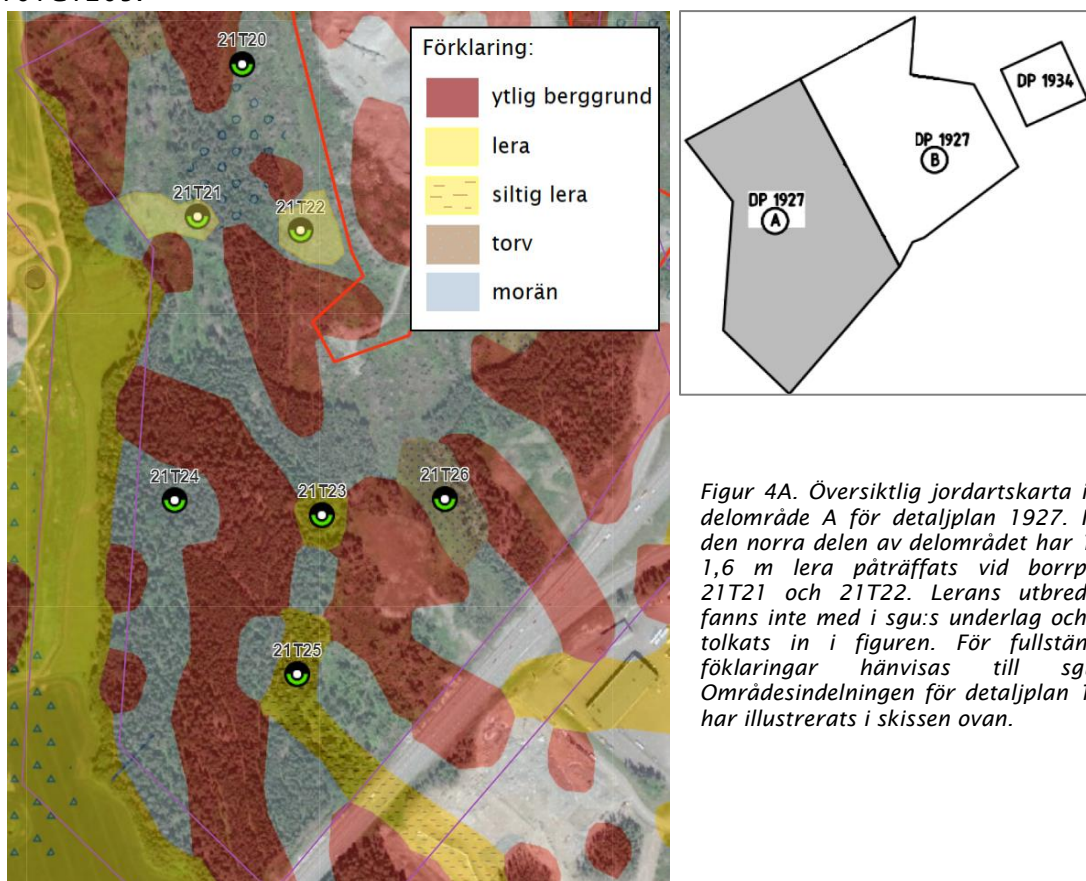 21T20
21T21
21T22
21T24
21T23
21T26
21T25
Förklaring:
ytlig berggrund
lera
siltig lera
torv
morän
DP 1934
DP 1927
B
DP 1927
A
Figur 4A. Översiktlig jordartskarta i
delområde A för detaljplan 1927. I
den norra delen av delområdet har
1,6 m lera påträffats vid borrp
21T21 och 21T22. Lerans utbred
fanns inte med i sgu:s underlag och
tolkats in i figuren. För fullstän
föklaringar hänvisas till
Områdesindelningen för detaljplan
har illustrerats i skissen ovan.